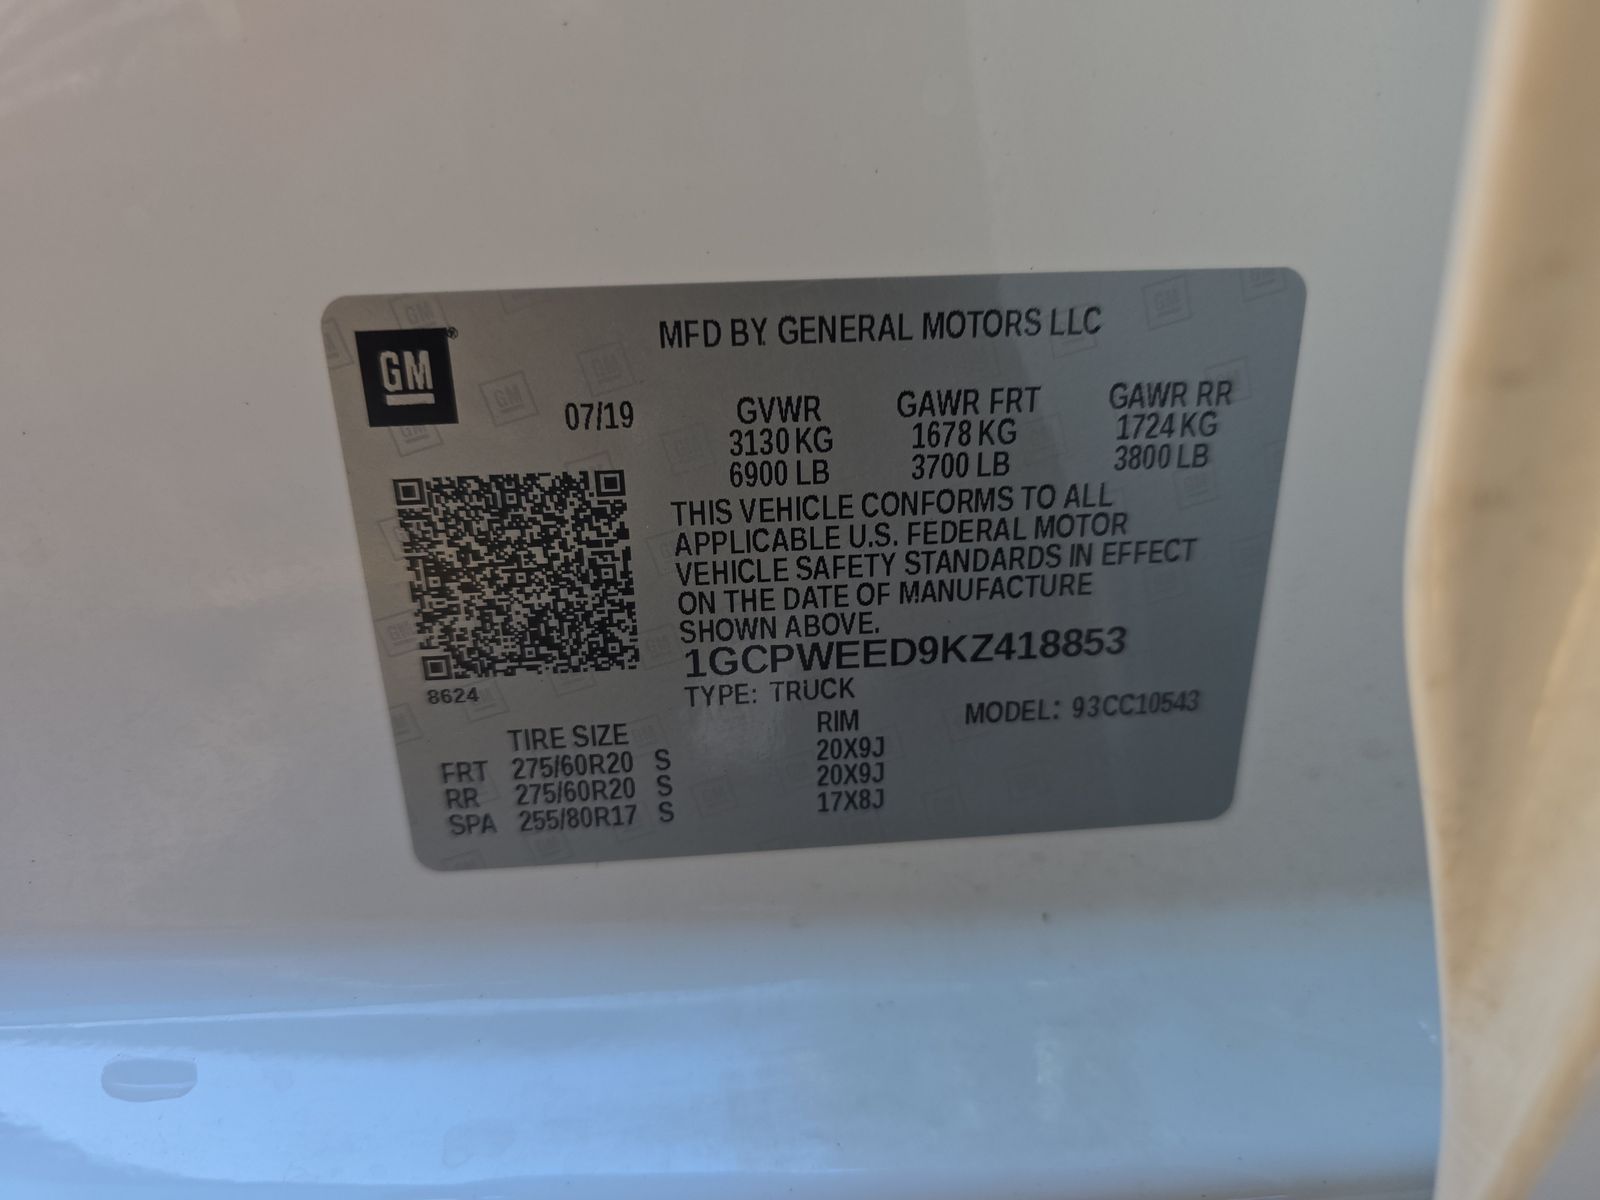 GM
MFD BY GENERAL MOTORS LLC
07/19
GVWR GAWR FRT GAWR RR
3130 KG 1678 KG 1724 KG
6900 LB 3700 LB 3800 LB
THIS VEHICLE CONFORMS TO ALL
APPLICABLE U.S. FEDERAL MOTOR
VEHICLE SAFETY STANDARDS IN EFFECT
ON THE DATE OF MANUFACTURE
SHOWN ABOVE.
1GCPWEED9KZ418853
8624
TYPE: TRUCK MODEL: 93CC10543
TIRE SIZE RIM
FRT 275/60R20 S 20X9J
RR 275/60R20 S 20X9J
SPA 255/80R17 S 17X8J